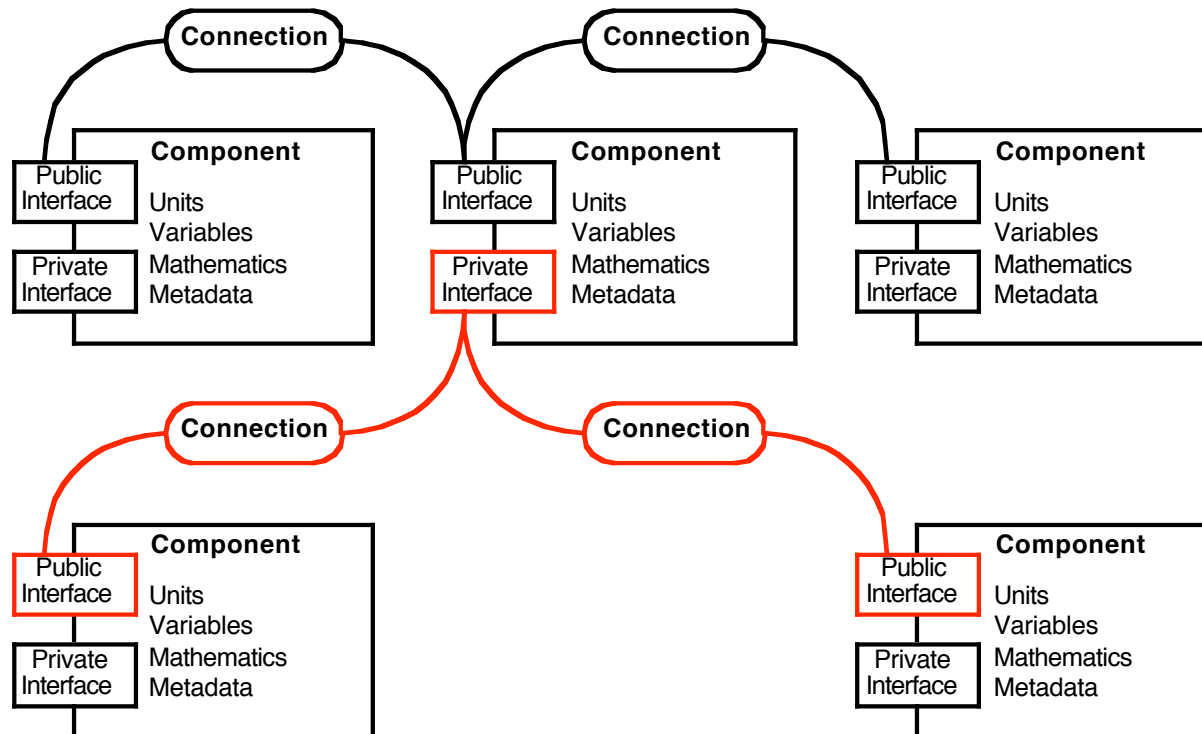 Connection
Connection
Component
Public
Interface
Units
Variables
Private
Interface
Mathematics
Metadata
Component
Public
Interface
Units
Variables
Private
Interface
Mathematics
Metadata
Component
Public
Interface
Units
Variables
Private
Interface
Mathematics
Metadata
Connection
Connection
Component
Public
Interface
Units
Variables
Private
Interface
Mathematics
Metadata
Component
Public
Interface
Units
Variables
Private
Interface
Mathematics
Metadata